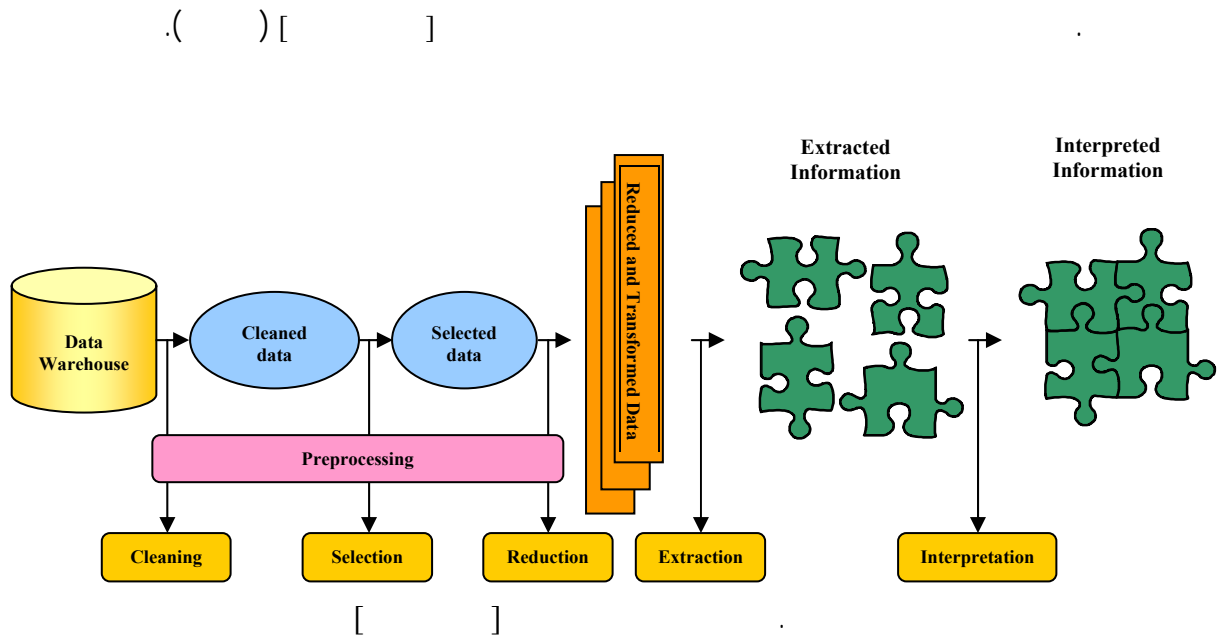 .( ) [ ] .
Extracted
Information
Interpreted
Information
Reduced and Transformed Data
Data
Warehouse
Cleaned
data
Selected
data
Preprocessing
Cleaning
Selection
Reduction
Extraction
Interpretation
[ ] .